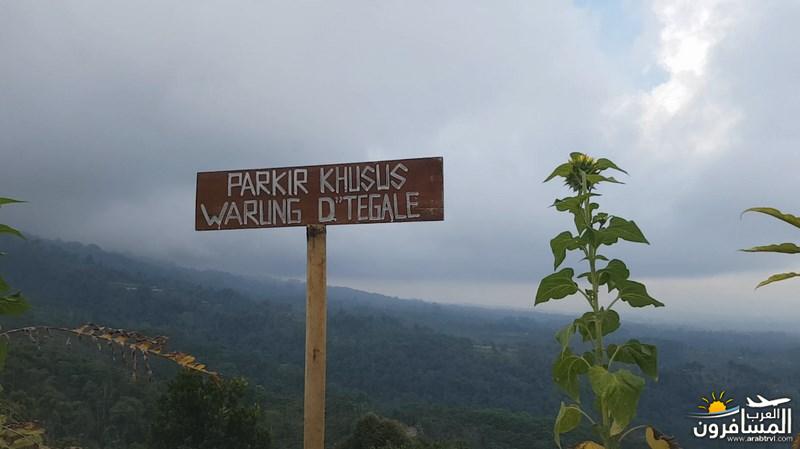 PARKIR KHUSUS
WARUNG D."TEGALE
العرب
المسافرون
www.arabtrvl.com